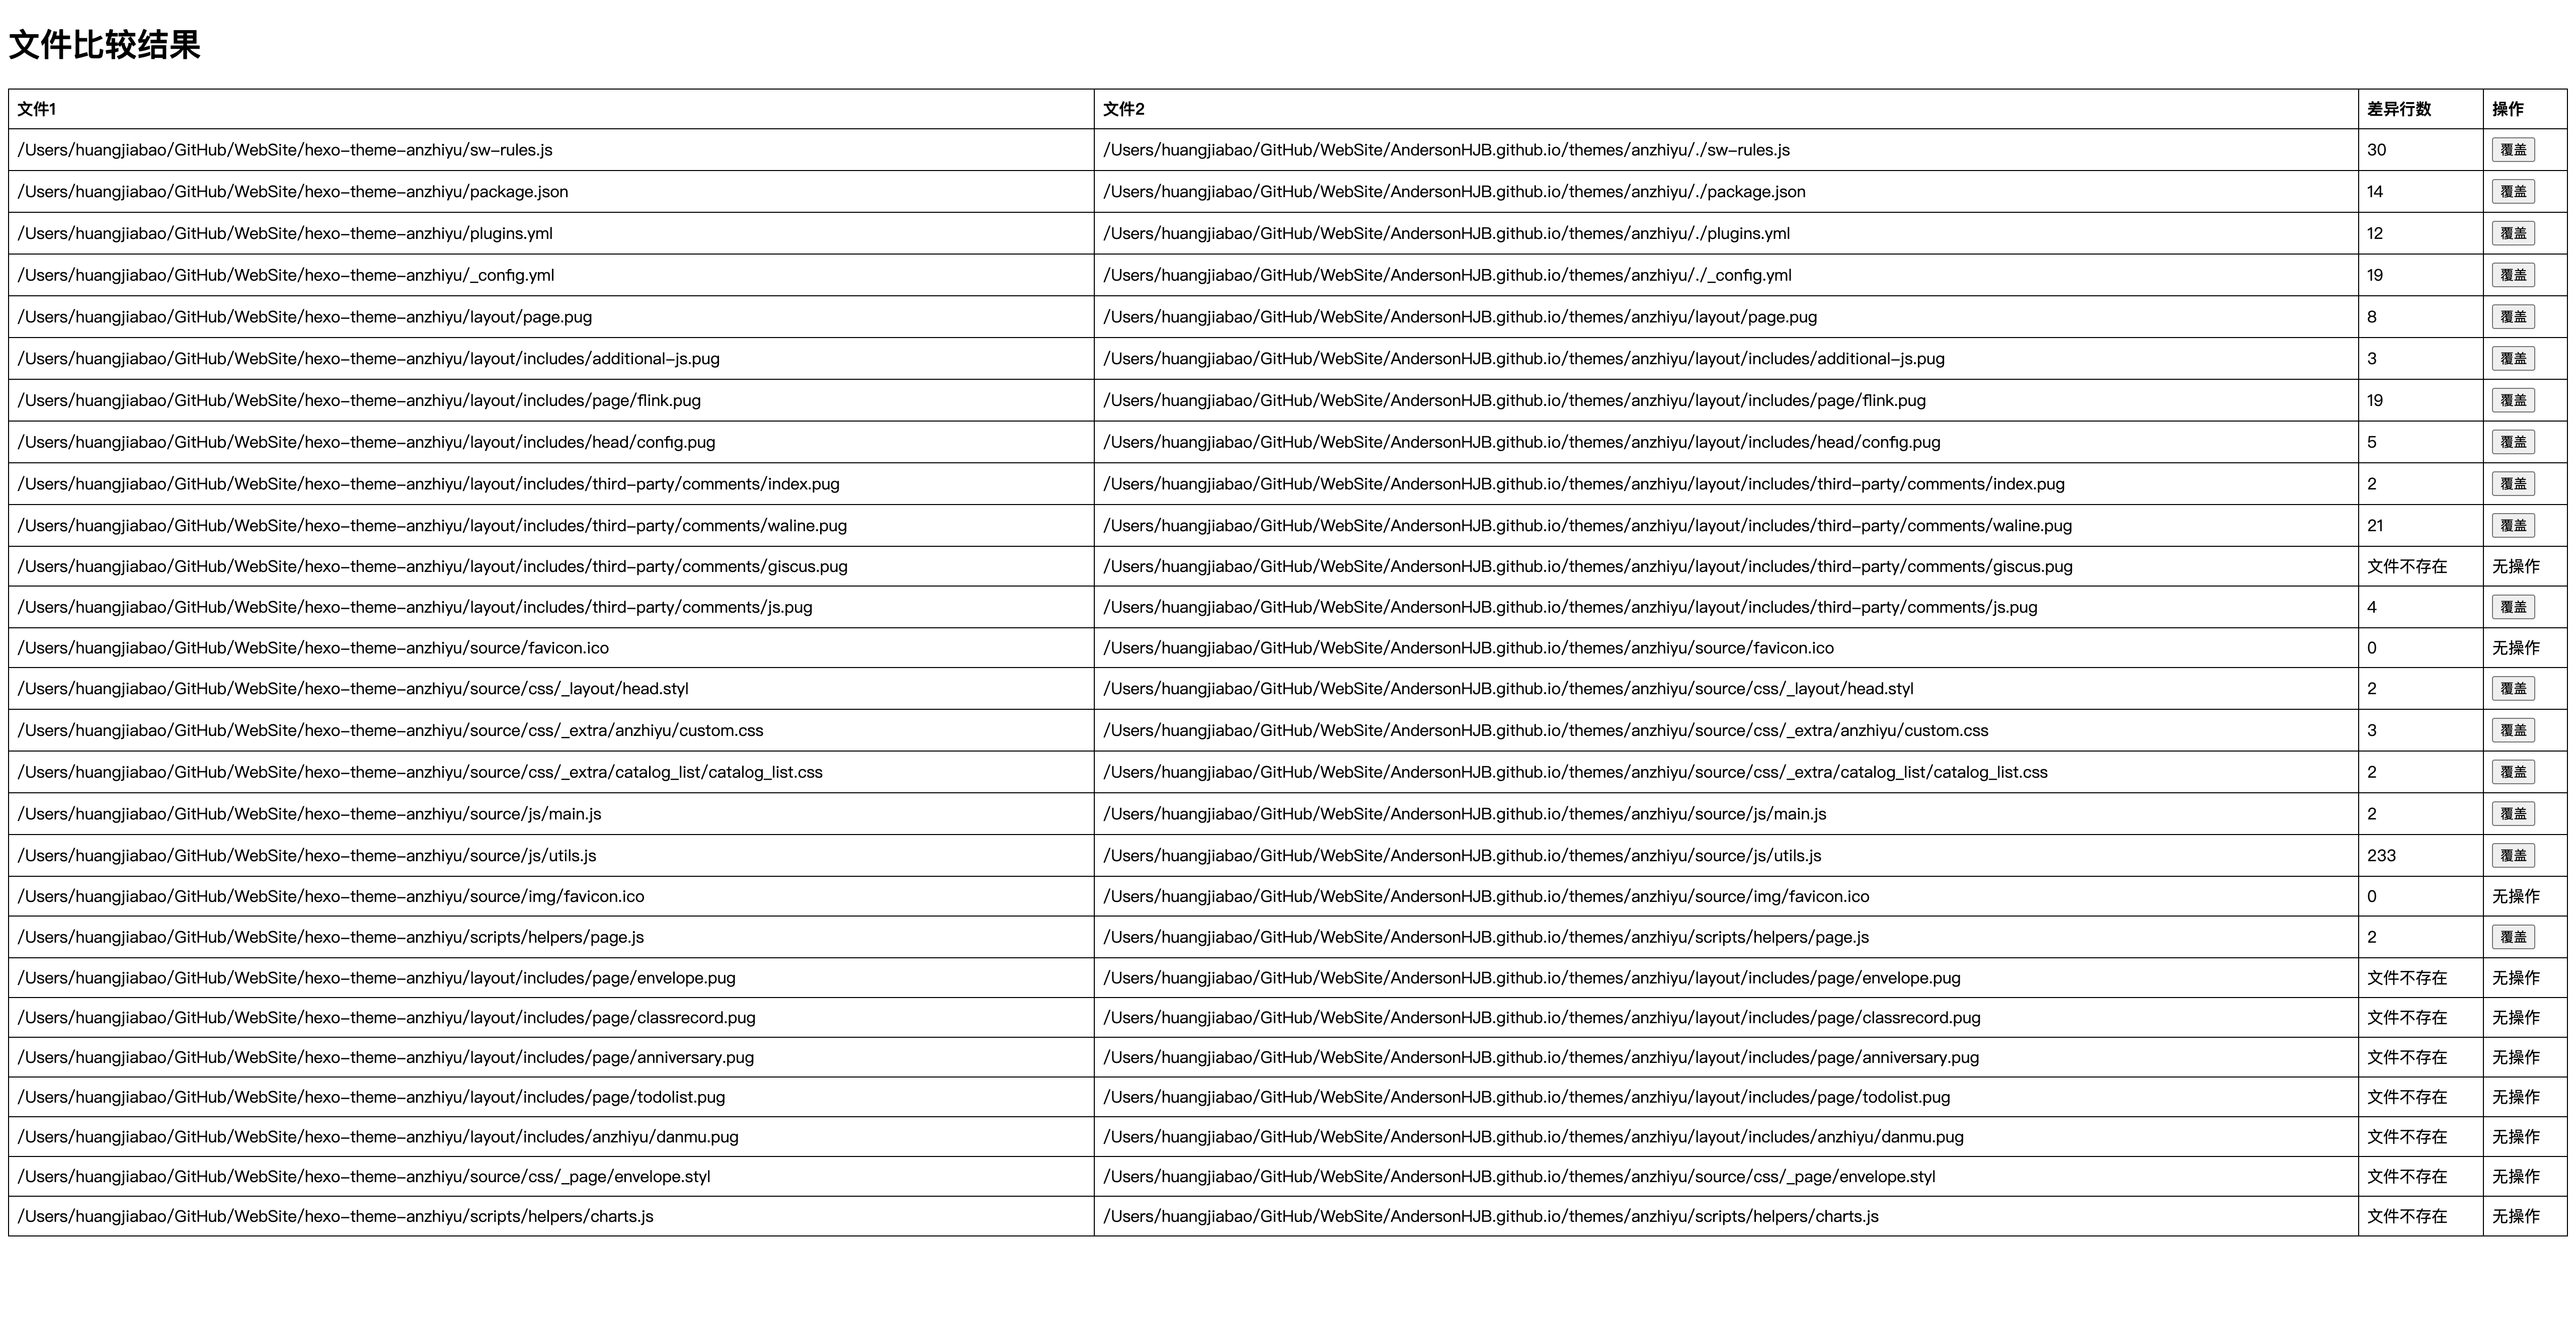 文件比较结果
文件1 文件2 差异行数 操作
/Users/huangjiabao/GitHub/WebSite/hexo-theme-anzhiyu/sw-rules.js /Users/huangjiabao/GitHub/WebSite/AndersonHJB.github.io/themes/anzhiyu/./sw-rules.js 30 覆盖
/Users/huangjiabao/GitHub/WebSite/hexo-theme-anzhiyu/package.json /Users/huangjiabao/GitHub/WebSite/AndersonHJB.github.io/themes/anzhiyu/./package.json 14 覆盖
/Users/huangjiabao/GitHub/WebSite/hexo-theme-anzhiyu/plugins.yml /Users/huangjiabao/GitHub/WebSite/AndersonHJB.github.io/themes/anzhiyu/./plugins.yml 12 覆盖
/Users/huangjiabao/GitHub/WebSite/hexo-theme-anzhiyu/_config.yml /Users/huangjiabao/GitHub/WebSite/AndersonHJB.github.io/themes/anzhiyu/./_config.yml 19 覆盖
/Users/huangjiabao/GitHub/WebSite/hexo-theme-anzhiyu/layout/page.pug /Users/huangjiabao/GitHub/WebSite/AndersonHJB.github.io/themes/anzhiyu/layout/page.pug 8 覆盖
/Users/huangjiabao/GitHub/WebSite/hexo-theme-anzhiyu/layout/includes/additional-js.pug /Users/huangjiabao/GitHub/WebSite/AndersonHJB.github.io/themes/anzhiyu/layout/includes/additional-js.pug 3 覆盖
/Users/huangjiabao/GitHub/WebSite/hexo-theme-anzhiyu/layout/includes/page/flink.pug /Users/huangjiabao/GitHub/WebSite/AndersonHJB.github.io/themes/anzhiyu/layout/includes/page/flink.pug 19 覆盖
/Users/huangjiabao/GitHub/WebSite/hexo-theme-anzhiyu/layout/includes/head/config.pug /Users/huangjiabao/GitHub/WebSite/AndersonHJB.github.io/themes/anzhiyu/layout/includes/head/config.pug 5 覆盖
/Users/huangjiabao/GitHub/WebSite/hexo-theme-anzhiyu/layout/includes/third-party/comments/index.pug /Users/huangjiabao/GitHub/WebSite/AndersonHJB.github.io/themes/anzhiyu/layout/includes/third-party/comments/index.pug 2 覆盖
/Users/huangjiabao/GitHub/WebSite/hexo-theme-anzhiyu/layout/includes/third-party/comments/waline.pug /Users/huangjiabao/GitHub/WebSite/AndersonHJB.github.io/themes/anzhiyu/layout/includes/third-party/comments/waline.pug 21 覆盖
/Users/huangjiabao/GitHub/WebSite/hexo-theme-anzhiyu/layout/includes/third-party/comments/giscus.pug /Users/huangjiabao/GitHub/WebSite/AndersonHJB.github.io/themes/anzhiyu/layout/includes/third-party/comments/giscus.pug 文件不存在 无操作
/Users/huangjiabao/GitHub/WebSite/hexo-theme-anzhiyu/layout/includes/third-party/comments/js.pug /Users/huangjiabao/GitHub/WebSite/AndersonHJB.github.io/themes/anzhiyu/layout/includes/third-party/comments/js.pug 4 覆盖
/Users/huangjiabao/GitHub/WebSite/hexo-theme-anzhiyu/source/favicon.ico /Users/huangjiabao/GitHub/WebSite/AndersonHJB.github.io/themes/anzhiyu/source/favicon.ico 0 无操作
/Users/huangjiabao/GitHub/WebSite/hexo-theme-anzhiyu/source/css/_layout/head.styl /Users/huangjiabao/GitHub/WebSite/AndersonHJB.github.io/themes/anzhiyu/source/css/_layout/head.styl 2 覆盖
/Users/huangjiabao/GitHub/WebSite/hexo-theme-anzhiyu/source/css/_extra/anzhiyu/custom.css /Users/huangjiabao/GitHub/WebSite/AndersonHJB.github.io/themes/anzhiyu/source/css/_extra/anzhiyu/custom.css 3 覆盖
/Users/huangjiabao/GitHub/WebSite/hexo-theme-anzhiyu/source/css/_extra/catalog_list/catalog_list.css /Users/huangjiabao/GitHub/WebSite/AndersonHJB.github.io/themes/anzhiyu/source/css/_extra/catalog_list/catalog_list.css 2 覆盖
/Users/huangjiabao/GitHub/WebSite/hexo-theme-anzhiyu/source/js/main.js /Users/huangjiabao/GitHub/WebSite/AndersonHJB.github.io/themes/anzhiyu/source/js/main.js 2 覆盖
/Users/huangjiabao/GitHub/WebSite/hexo-theme-anzhiyu/source/js/utils.js /Users/huangjiabao/GitHub/WebSite/AndersonHJB.github.io/themes/anzhiyu/source/js/utils.js 233 覆盖
/Users/huangjiabao/GitHub/WebSite/hexo-theme-anzhiyu/source/img/favicon.ico /Users/huangjiabao/GitHub/WebSite/AndersonHJB.github.io/themes/anzhiyu/source/img/favicon.ico 0 无操作
/Users/huangjiabao/GitHub/WebSite/hexo-theme-anzhiyu/scripts/helpers/page.js /Users/huangjiabao/GitHub/WebSite/AndersonHJB.github.io/themes/anzhiyu/scripts/helpers/page.js 2 覆盖
/Users/huangjiabao/GitHub/WebSite/hexo-theme-anzhiyu/layout/includes/page/envelope.pug /Users/huangjiabao/GitHub/WebSite/AndersonHJB.github.io/themes/anzhiyu/layout/includes/page/envelope.pug 文件不存在 无操作
/Users/huangjiabao/GitHub/WebSite/hexo-theme-anzhiyu/layout/includes/page/classrecord.pug /Users/huangjiabao/GitHub/WebSite/AndersonHJB.github.io/themes/anzhiyu/layout/includes/page/classrecord.pug 文件不存在 无操作
/Users/huangjiabao/GitHub/WebSite/hexo-theme-anzhiyu/layout/includes/page/anniversary.pug /Users/huangjiabao/GitHub/WebSite/AndersonHJB.github.io/themes/anzhiyu/layout/includes/page/anniversary.pug 文件不存在 无操作
/Users/huangjiabao/GitHub/WebSite/hexo-theme-anzhiyu/layout/includes/page/todolist.pug /Users/huangjiabao/GitHub/WebSite/AndersonHJB.github.io/themes/anzhiyu/layout/includes/page/todolist.pug 文件不存在 无操作
/Users/huangjiabao/GitHub/WebSite/hexo-theme-anzhiyu/layout/includes/anzhiyu/danmu.pug /Users/huangjiabao/GitHub/WebSite/AndersonHJB.github.io/themes/anzhiyu/layout/includes/anzhiyu/danmu.pug 文件不存在 无操作
/Users/huangjiabao/GitHub/WebSite/hexo-theme-anzhiyu/source/css/_page/envelope.styl /Users/huangjiabao/GitHub/WebSite/AndersonHJB.github.io/themes/anzhiyu/source/css/_page/envelope.styl 文件不存在 无操作
/Users/huangjiabao/GitHub/WebSite/hexo-theme-anzhiyu/scripts/helpers/charts.js /Users/huangjiabao/GitHub/WebSite/AndersonHJB.github.io/themes/anzhiyu/scripts/helpers/charts.js 文件不存在 无操作